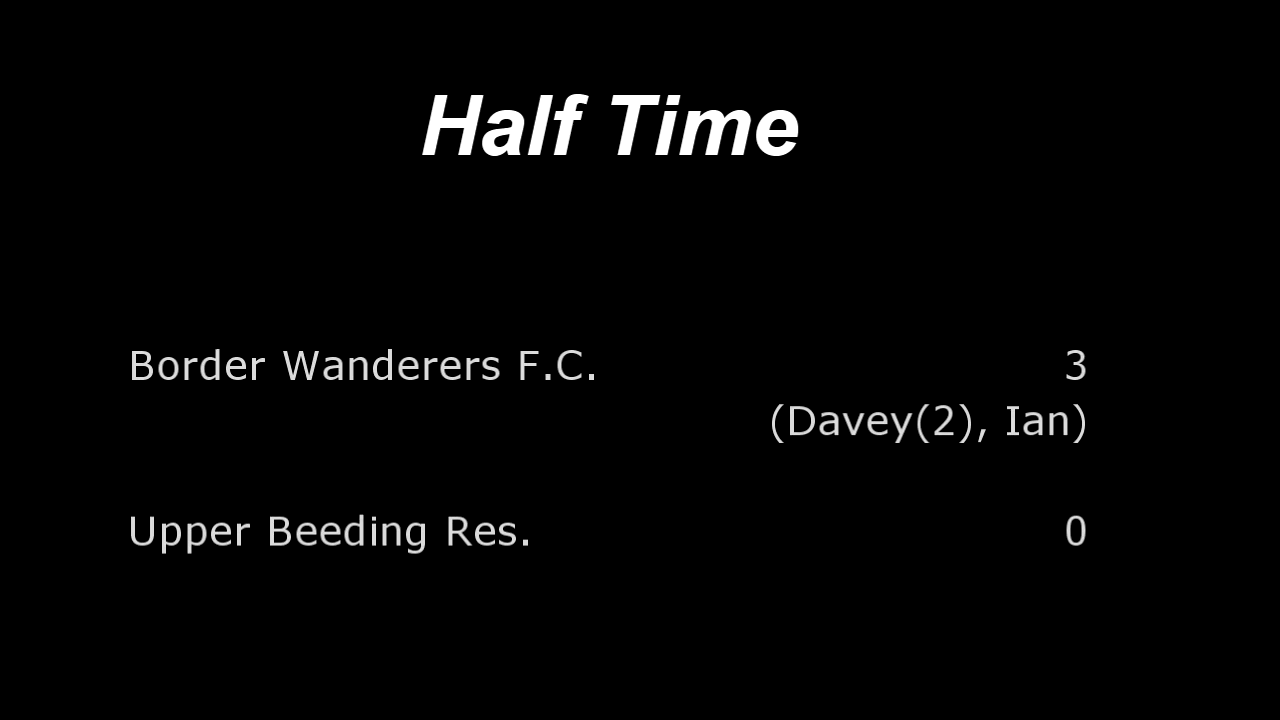 Half Time
Border Wanderers F.C. 3
(Davey(2), Ian)
Upper Beeding Res. 0